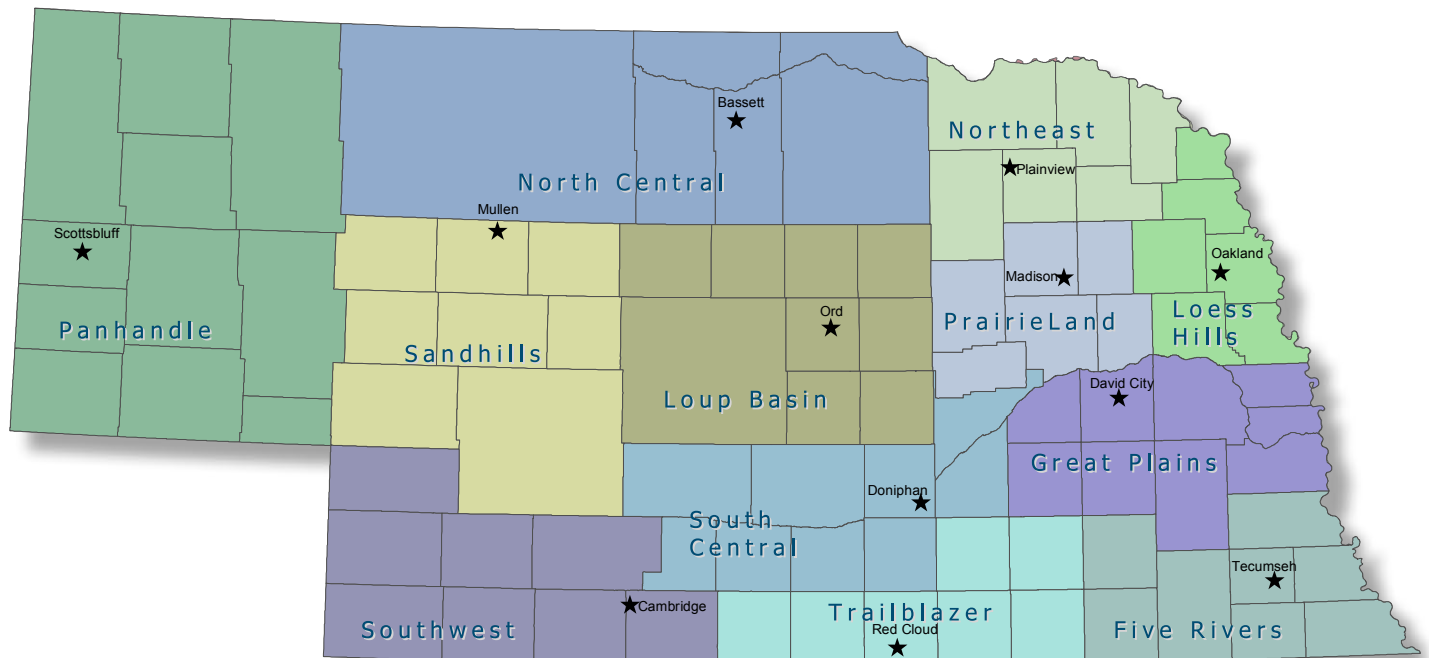 Bassett
Northeast
Plainview
North Central
Mullen
Scottsbluff
Oakland
Madison
Ord
Panhandle
PrairieLand
Loess
Hills
Sandhills
David City
Loup Basin
Great Plains
Doniphan
South
Central
Tecumseh
Cambridge
Trailblazer
Southwest
Red Cloud
Five Rivers